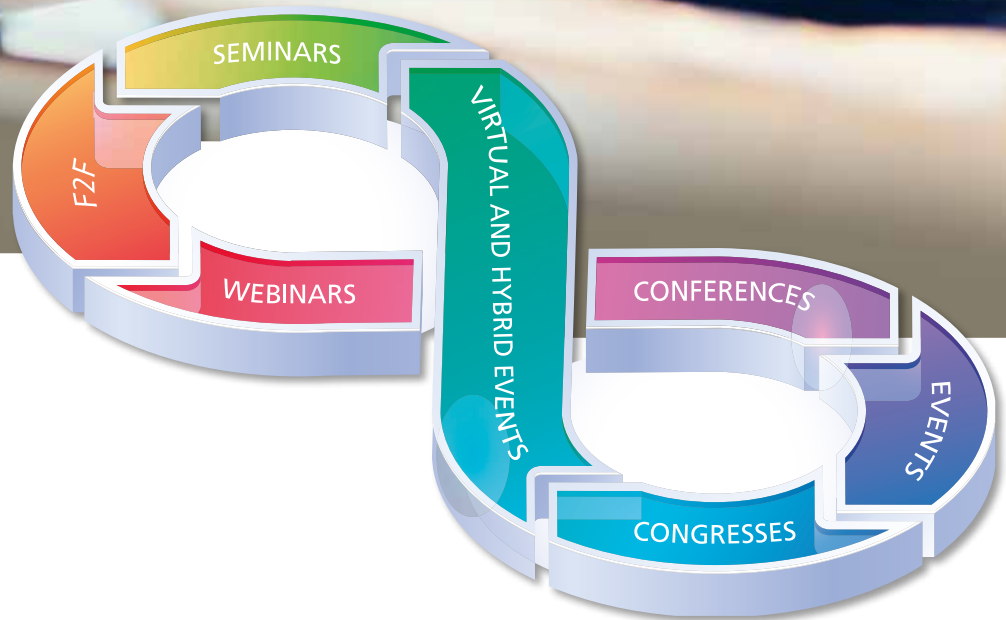 SEMINARS
F2F
WEBINARS
VIRTUAL AND HYBRID EVENTS
CONFERENCES
EVENTS
CONGRESSES